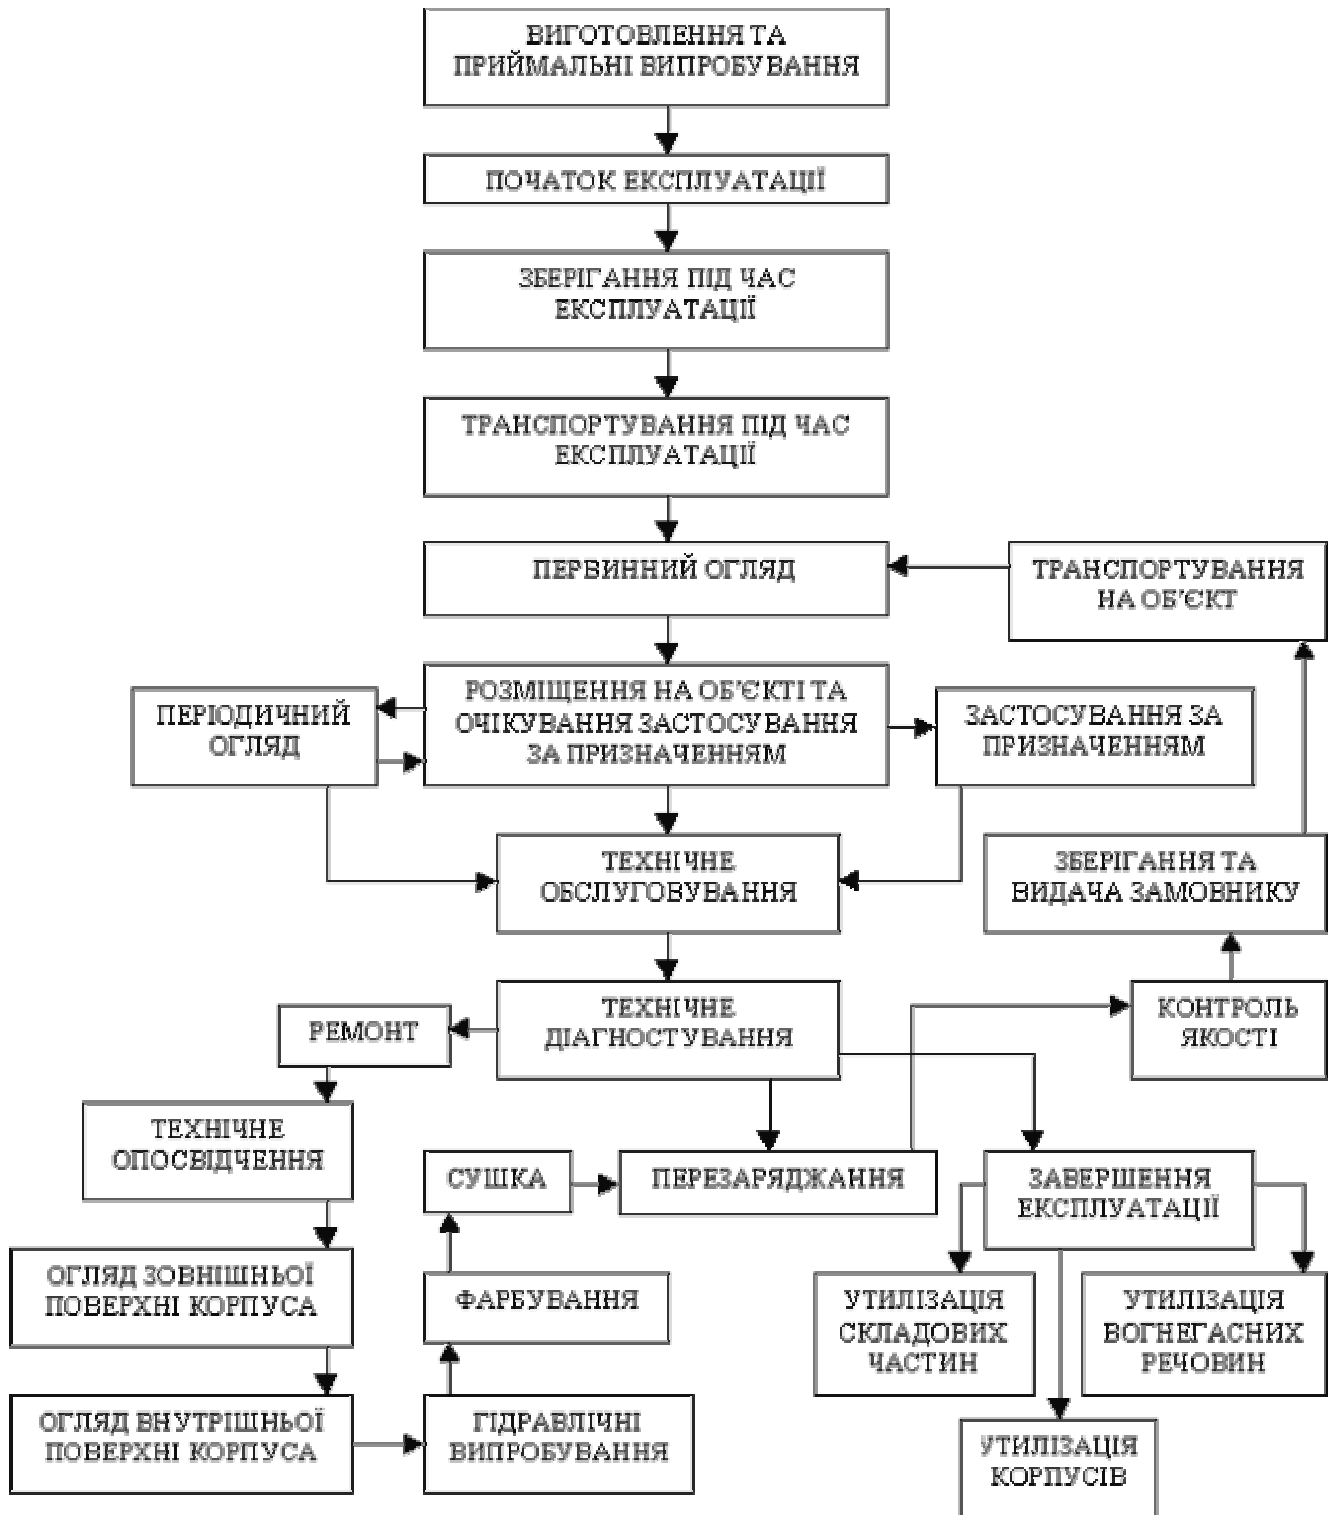 ВИГОТОВЛЕННЯ ТА
ПРИЙМАЛЬНІ ВИПРОБУВАННЯ
ПОЧАТОК ЕКСПЛУАТАЦІЇ
ЗБЕРІГАННЯ ПІД ЧАС
ЕКСПЛУАТАЦІЇ
ТРАНСПОРТУВАННЯ ПІД ЧАС
ЕКСПЛУАТАЦІЇ
ПЕРВИННИЙ ОГЛЯД
ТРАНСПОРТУВАННЯ
НА ОБ'ЄКТ
ПЕРІОДИЧНИЙ
ОГЛЯД
РОЗМІЩЕННЯ НА ОБ'ЄКТІ ТА
ОЧІКУВАННЯ ЗАСТОСУВАННЯ
ЗА ПРИЗНАЧЕННЯМ
ЗАСТОСУВАННЯ ЗА
ПРИЗНАЧЕННЯМ
ТЕХНІЧНЕ
ОБСЛУГОВУВАННЯ
ЗБЕРІГАННЯ ТА
ВИДАЧА ЗАМОВНИКУ
РЕМОНТ
ТЕХНІЧНЕ
ДІАГНОСТУВАННЯ
КОНТРОЛЬ
ЯКОСТІ
ТЕХНІЧНЕ
ОПОСВІДЧЕННЯ
СУШКА
ПЕРЕЗАРЯДЖАННЯ
ЗАВЕРШЕННЯ
ЕКСПЛУАТАЦІЇ
ОГЛЯД ЗОВНІШНЬОЇ
ПОВЕРХНІ КОРПУСА
ФАРБУВАННЯ
УТИЛІЗАЦІЯ
СКЛАДОВИХ
ЧАСТИН
УТИЛІЗАЦІЯ
ВОГНЕГАСНИХ
РЕЧОВИН
ОГЛЯД ВНУТРІШНЬОЇ
ПОВЕРХНІ КОРПУСА
ГІДРАВЛІЧНІ
ВИПРОБУВАННЯ
УТИЛІЗАЦІЯ
КОРПУСІВ